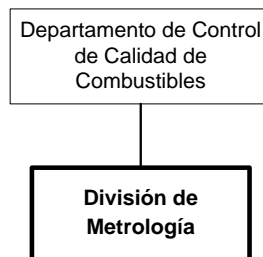 Departamento de Control
de Calidad de
Combustibles
División de
Metrología